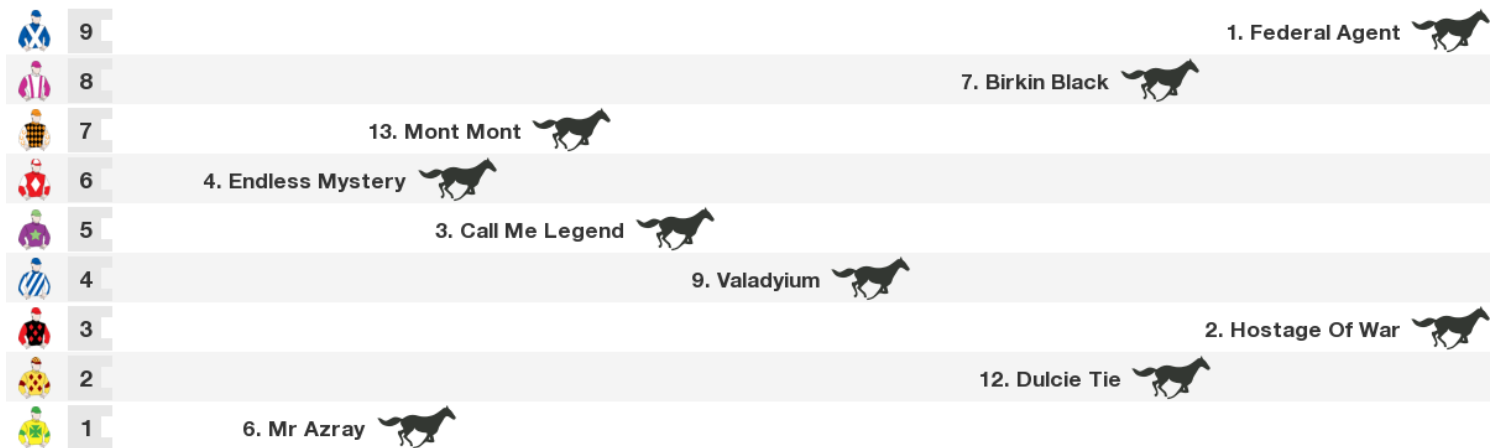 9 1. Federal Agent
8 7. Birkin Black
7 13. Mont Mont
6 4. Endless Mystery
5 3. Call Me Legend
4 9. Valadyium
3 2. Hostage Of War
2 12. Dulcie Tie
1 6. Mr Azray